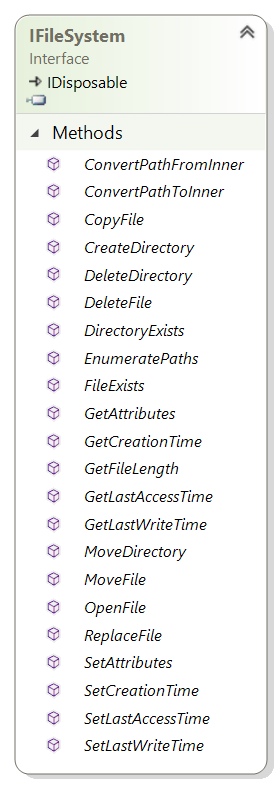 IFileSystem
Interface
IDisposable
Methods
ConvertPathFromInner
ConvertPathToInner
CopyFile
CreateDirectory
DeleteDirectory
DeleteFile
DirectoryExists
EnumeratePaths
FileExists
GetAttributes
GetCreationTime
GetFileLength
GetLastAccessTime
GetLastWriteTime
MoveDirectory
MoveFile
OpenFile
ReplaceFile
SetAttributes
SetCreationTime
SetLastAccessTime
SetLastWriteTime